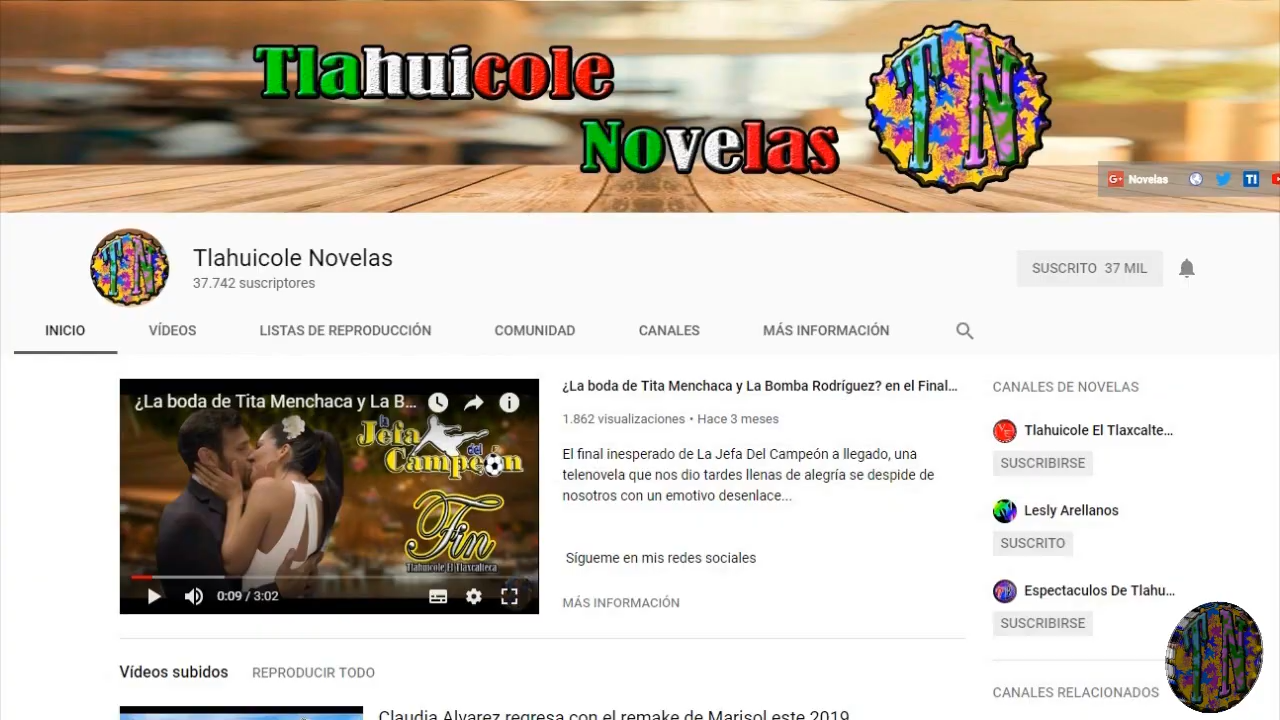 Tlahuicole
Novelas
TN
Novelas
Tlahuicole Novelas
37.742 suscriptores
SUSCRITO 37 MIL
INICIO
VÍDEOS
LISTAS DE REPRODUCCIÓN
COMUNIDAD
CANALES
MÁS INFORMACIÓN
¿La boda de Tita Menchaca y La B...
la
Jefa
del
Campeón
Fin
Tlahuicole El Tlaxcalteca
0:09 / 3:02
¿La boda de Tita Menchaca y La Bomba Rodríguez? en el Final...
1.862 visualizaciones • Hace 3 meses
El final inesperado de La Jefa Del Campeón a llegado, una
telenovela que nos dio tardes llenas de alegría se despide de
nosotros con un emotivo desenlace...
Sígueme en mis redes sociales
MÁS INFORMACIÓN
CANALES DE NOVELAS
Tlahuicole El Tlaxcalte...
SUSCRIBIRSE
Lesly Arellanos
SUSCRITO
Espectaculos De Tlahu...
SUSCRIBIRSE
CANALES RELACIONADOS
TN
Vídeos subidos
REPRODUCIR TODO
Claudia Alvarez regresa con el remake de Marisol este 2019